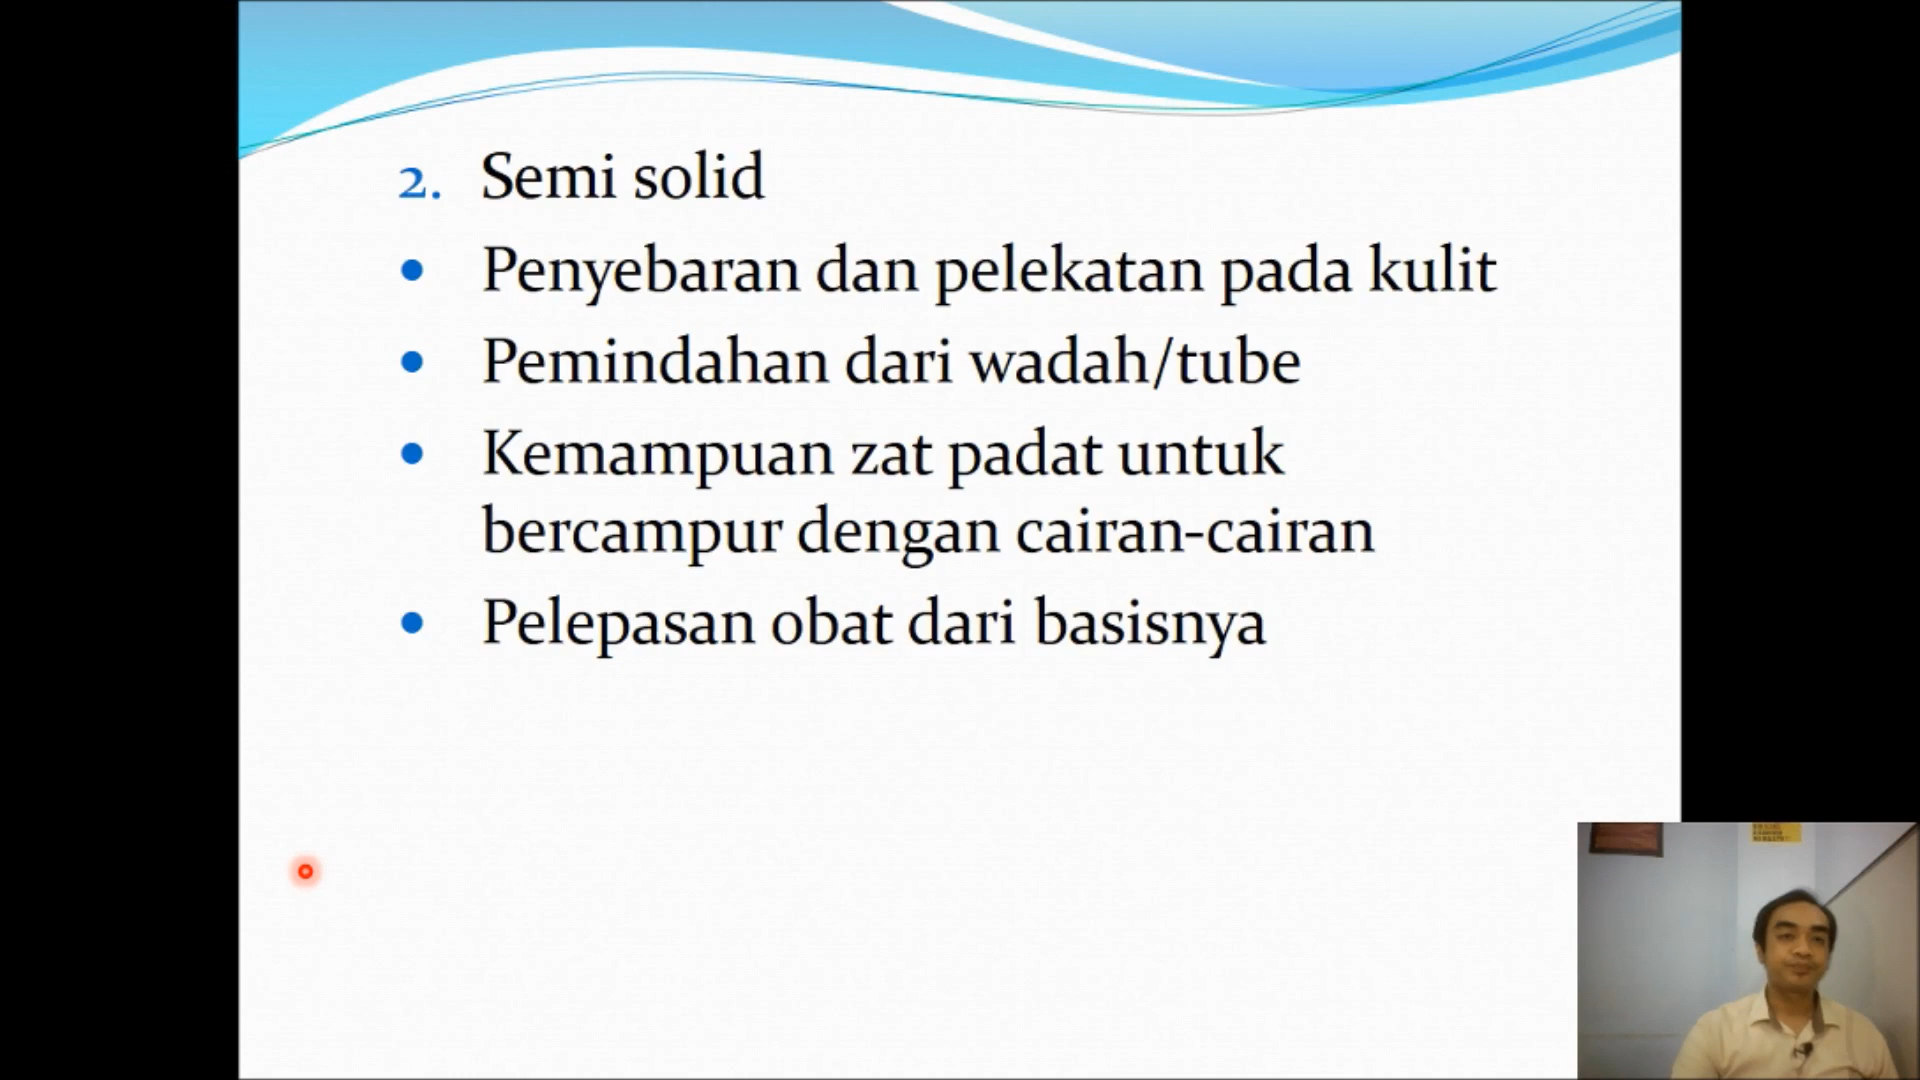 2. Semi solid
• Penyebaran dan pelekatan pada kulit
• Pemindahan dari wadah/tube
• Kemampuan zat padat untuk
bercampur dengan cairan-cairan
• Pelepasan obat dari basisnya